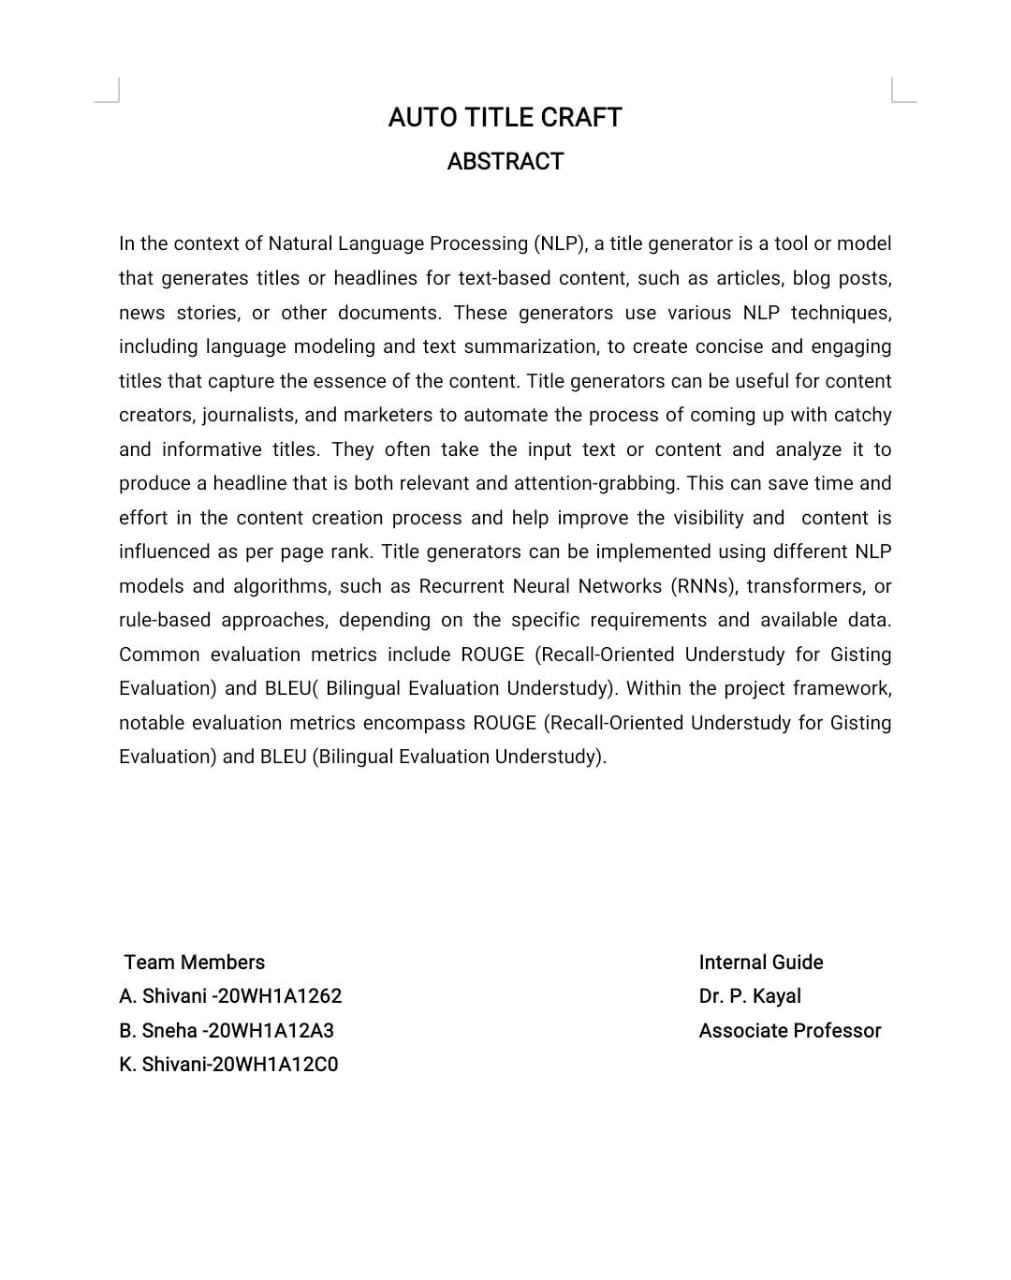 AUTO TITLE CRAFT
ABSTRACT
In the context of Natural Language Processing (NLP), a title generator is a tool or model
that generates titles or headlines for text-based content, such as articles, blog posts,
news stories, or other documents. These generators use various NLP techniques,
including language modeling and text summarization, to create concise and engaging
titles that capture the essence of the content. Title generators can be useful for content
creators, journalists, and marketers to automate the process of coming up with catchy
and informative titles. They often take the input text or content and analyze it to
produce a headline that is both relevant and attention-grabbing. This can save time and
effort in the content creation process and help improve the visibility and  content is
influenced as per page rank. Title generators can be implemented using different NLP
models and algorithms, such as Recurrent Neural Networks (RNNs), transformers, or
rule-based approaches, depending on the specific requirements and available data.
Common evaluation metrics include ROUGE (Recall-Oriented Understudy for Gisting
Evaluation) and BLEU( Bilingual Evaluation Understudy). Within the project framework,
notable evaluation metrics encompass ROUGE (Recall-Oriented Understudy for Gisting
Evaluation) and BLEU (Bilingual Evaluation Understudy).
Team Members
A. Shivani -20WH1A1262
B. Sneha -20WH1A12A3
K. Shivani-20WH1A12C0
Internal Guide
Dr. P. Kayal
Associate Professor